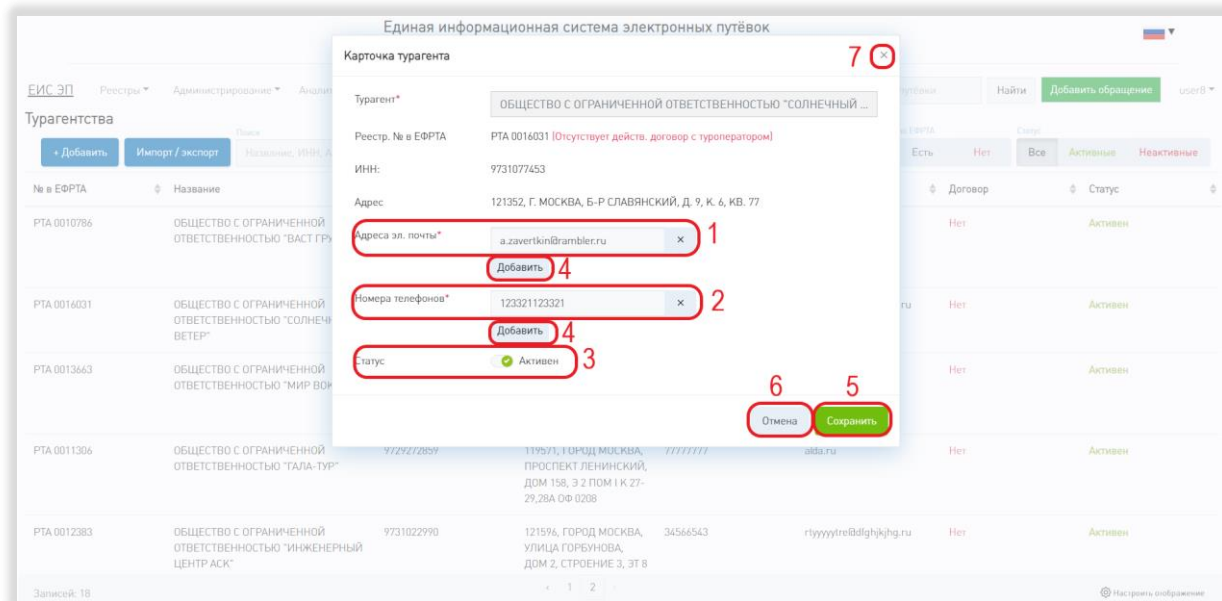 Единая информационная система электронных путёвок
Карточка турагента
7
×
ЕИС ЭП Реестры Администрирование
Найти Добавить обращение user8
Турагентства
Турагент*
ОБЩЕСТВО С ОГРАНИЧЕННОЙ ОТВЕТСТВЕННОСТЬЮ "СОЛНЕЧНЫЙ ...
Поиск
Статус
+ Добавить Импорт / экспорт Название, ИНН,
Реестр. № в ЕФРТА РТА 0016031 (Отсутствует действ. договор с туроператором)
Есть Нет Все Активные Неактивные
ИНН: 9731077453
№ в ЕФРТА Название Договор Статус
Адрес 121352, Г. МОСКВА, Б-Р СЛАВЯНСКИЙ, Д. 9, К. 6, КВ. 77
РТА 0010786 ОБЩЕСТВО С ОГРАНИЧЕННОЙ Нет Активен
ОТВЕТСТВЕННОСТЬЮ "ВАСТ
Адреса эл. почты* a.zavertkin@rambler.ru × 1
Добавить 4
РТА 0016031 ОБЩЕСТВО С ОГРАНИЧЕННОЙ ru Нет Активен
ОТВЕТСТВЕННОСТЬЮ
ВЕТЕР"
Номера телефонов* 123321123321 × 2
Добавить 4
Статус Активен 3
РТА 0013663 ОБЩЕСТВО С ОГРАНИЧЕННОЙ Нет Активен
ОТВЕТСТВЕННОСТЬЮ "МИР
6 5
Отмена Сохранить
РТА 0011306 ОБЩЕСТВО С ОГРАНИЧЕННОЙ 9729272859 119571, ГОРОД МОСКВА, 77777777 alda.ru Нет Активен
ОТВЕТСТВЕННОСТЬЮ "ГАЛА-ТУР" ПРОСПЕКТ ЛЕНИНСКИЙ,
ДОМ 158, Э 2 ПОМ I К 27-
29,28А ОФ 0208
РТА 0012383 ОБЩЕСТВО С ОГРАНИЧЕННОЙ 9731022990 121596, ГОРОД МОСКВА, 34566543 rtyyyyytre@dfghjkjhg.ru Нет Активен
ОТВЕТСТВЕННОСТЬЮ "ИНЖЕНЕРНЫЙ УЛИЦА ГОРБУНОВА,
ЦЕНТР АСК" ДОМ 2, СТРОЕНИЕ 3, ЭТ 8
Записей: 18 1 2 Настроить отображение